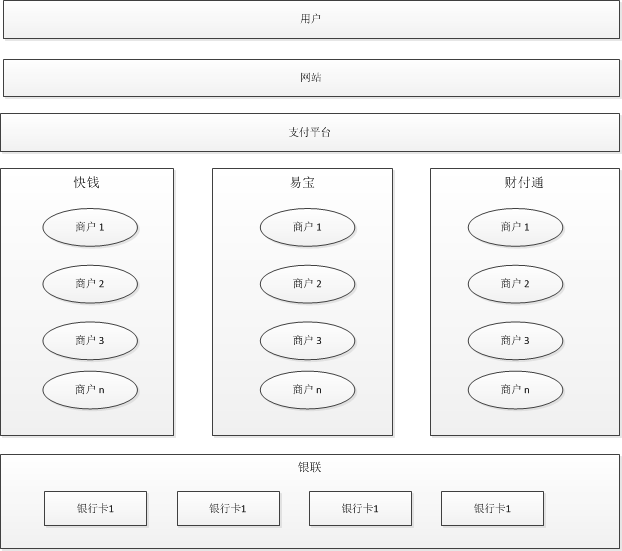 用户
网站
支付平台
快钱
商户 1
商户 2
商户 3
商户 n
易宝
商户 1
商户 2
商户 3
商户 n
财付通
商户 1
商户 2
商户 3
商户 n
银联
银行卡1
银行卡1
银行卡1
银行卡1